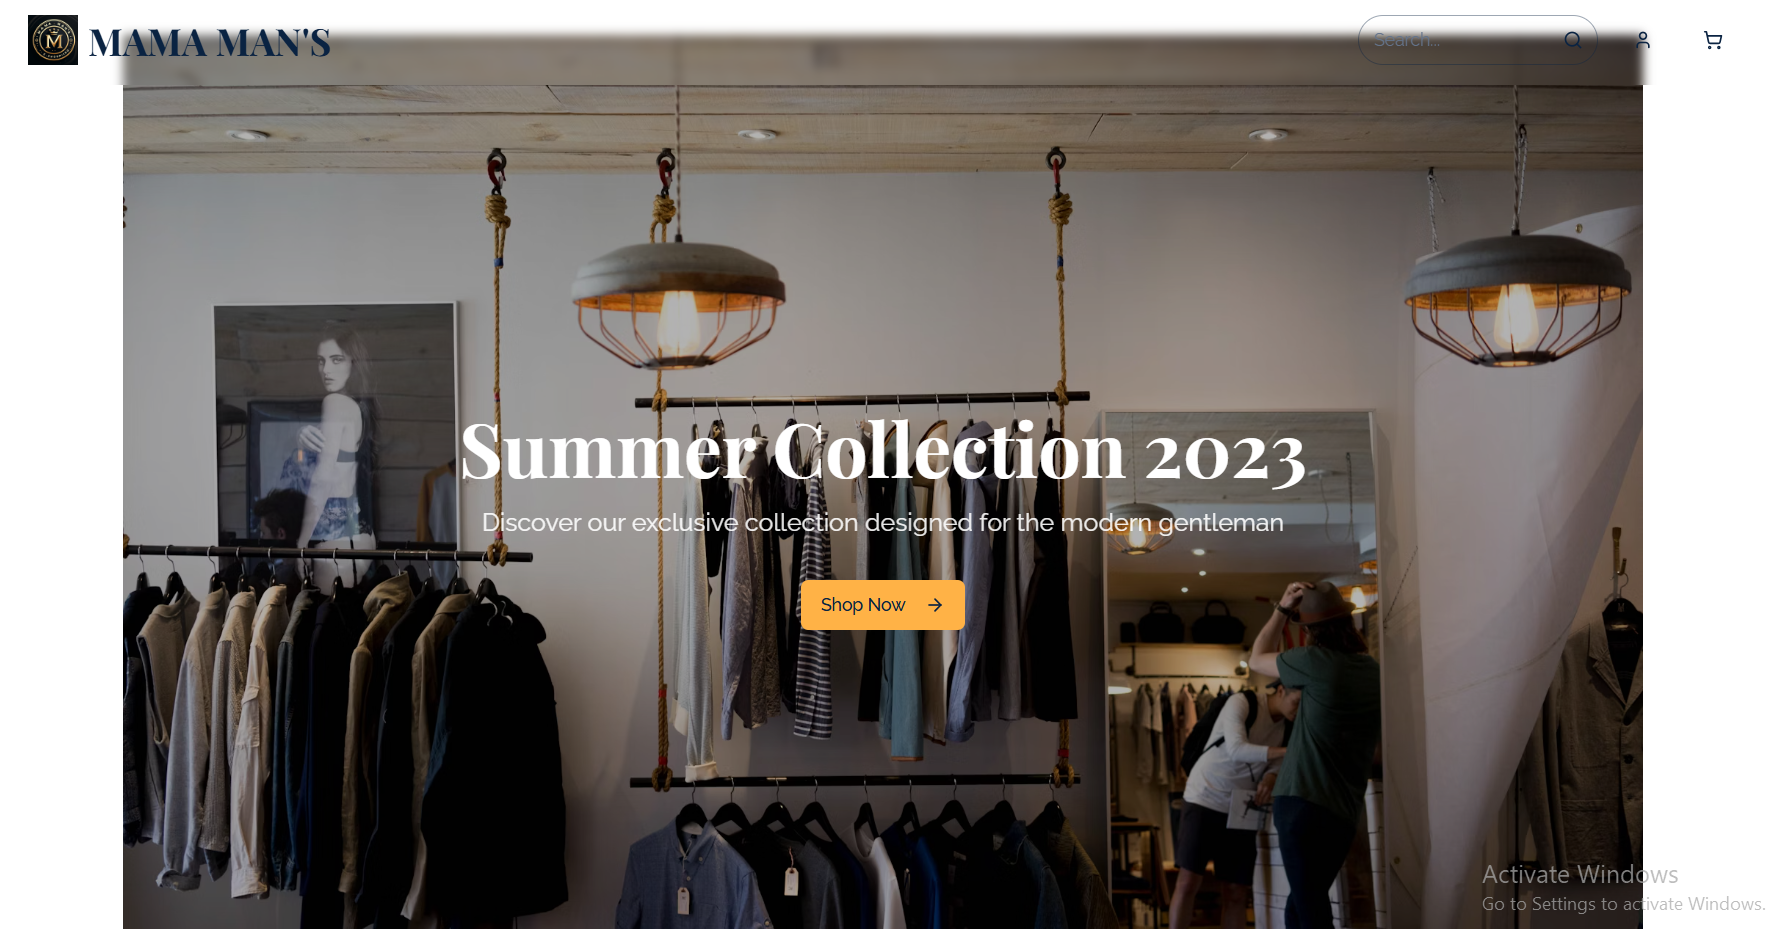 MAMA MAN'S
Search...
Summer Collection 2023
Discover our exclusive collection designed for the modern gentleman
Shop Now
Activate Windows
Go to Settings to activate Windows.